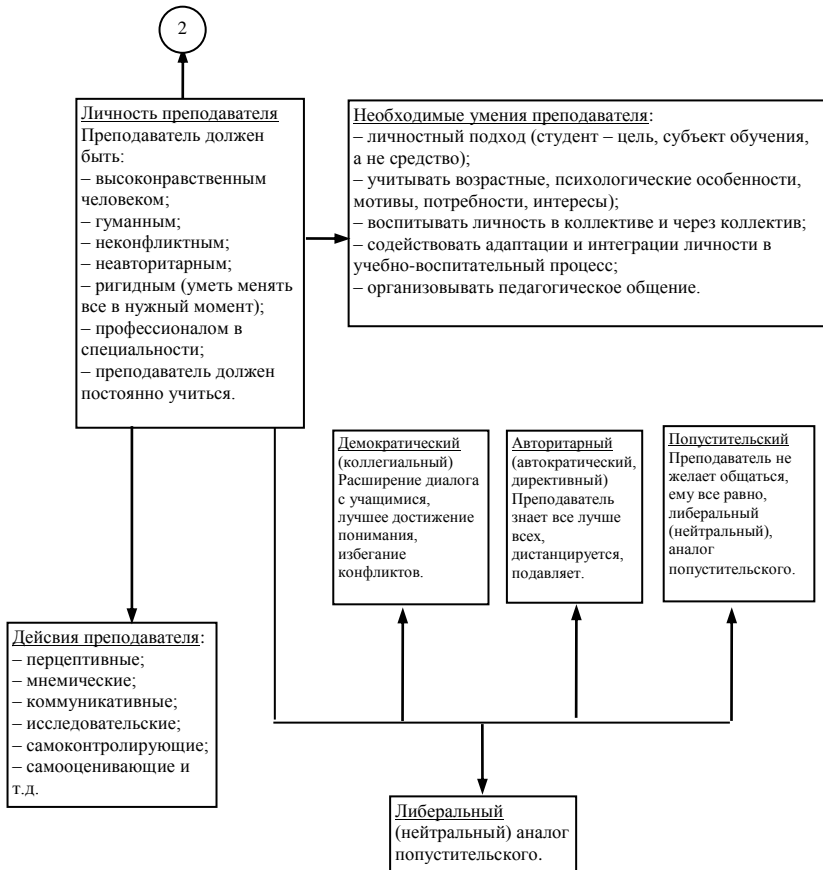 2
Личность преподавателя
Преподаватель должен
быть:
– высоконравственным
человеком;
– гуманным;
– неконфликтным;
– неавторитарным;
– ригидным (уметь менять
все в нужный момент);
– профессионалом в
специальности;
– преподаватель должен
постоянно учиться.
Необходимые умения преподавателя:
– личностный подход (студент – цель, субъект обучения,
а не средство);
– учитывать возрастные, психологические особенности,
мотивы, потребности, интересы);
– воспитывать личность в коллективе и через коллектив;
– содействовать адаптации и интеграции личности в
учебно-воспитательный процесс;
– организовывать педагогическое общение.
Демократический
(коллегиальный)
Расширение диалога
с учащимися,
лучшее достижение
понимания,
избегание
конфликтов.
Авторитарный
(автократический,
директивный)
Преподаватель
знает все лучше
всех,
дистанцируется,
подавляет.
Попустительский
Преподаватель не
желает общаться,
ему все равно,
либеральный
(нейтральный),
аналог
попустительского.
Дейсвия преподавателя:
– перцептивные;
– мнемические;
– коммуникативные;
– исследовательские;
– самоконтролирующие;
– самооценивающие и
т.д.
Либеральный
(нейтральный) аналог
попустительского.